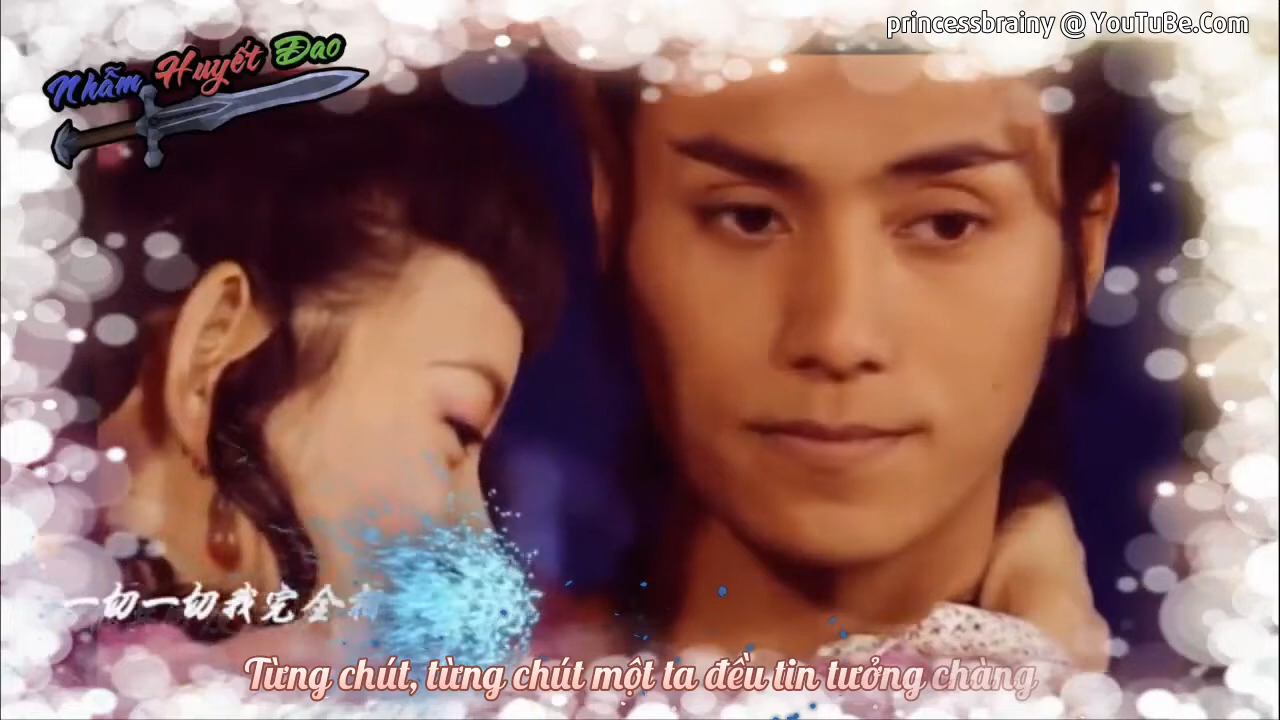 princessbrainy @ YouTuBe.Com
Nhẫm Huyết Đao
一切一切我完全
Từng chút, từng chút một ta đều tin tưởng chàng